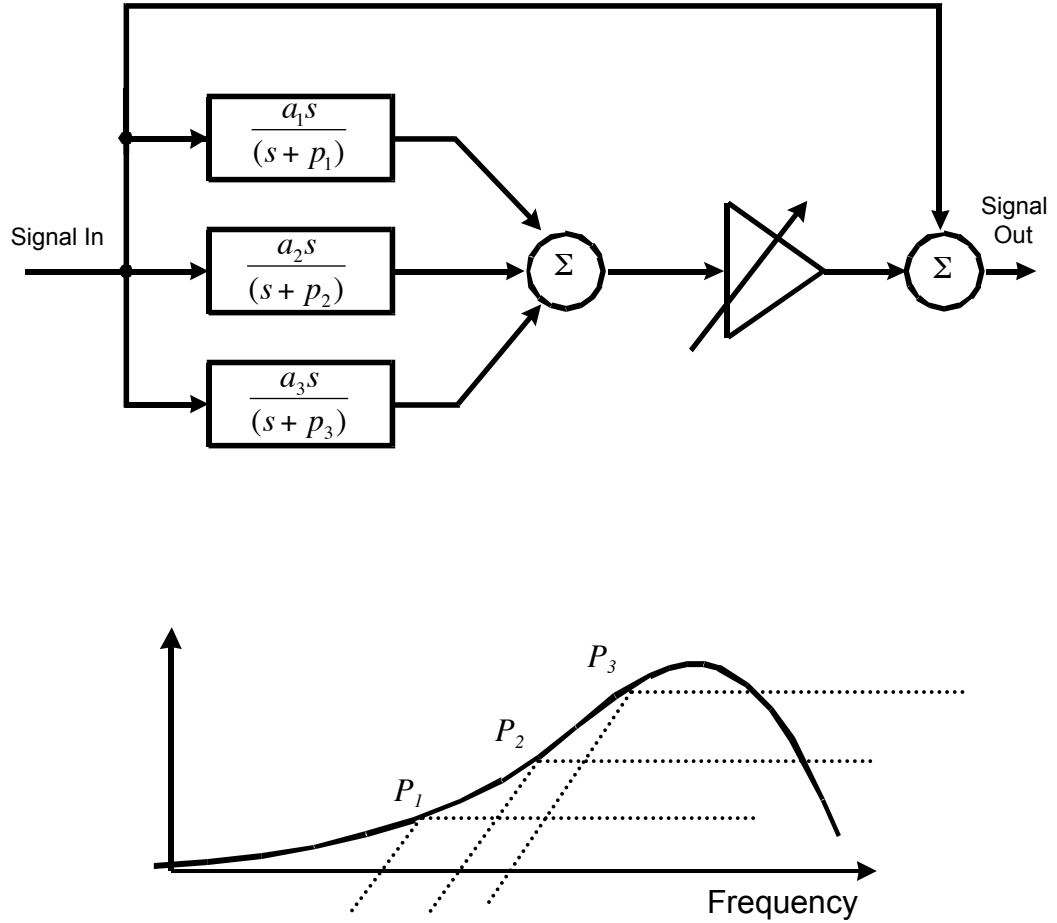 a₁s
(s + p₁)
Signal In
a₂s
(s + p₂)
Σ
Σ
Signal
Out
a₃s
(s + p₃)
P₃
P₂
P₁
Frequency